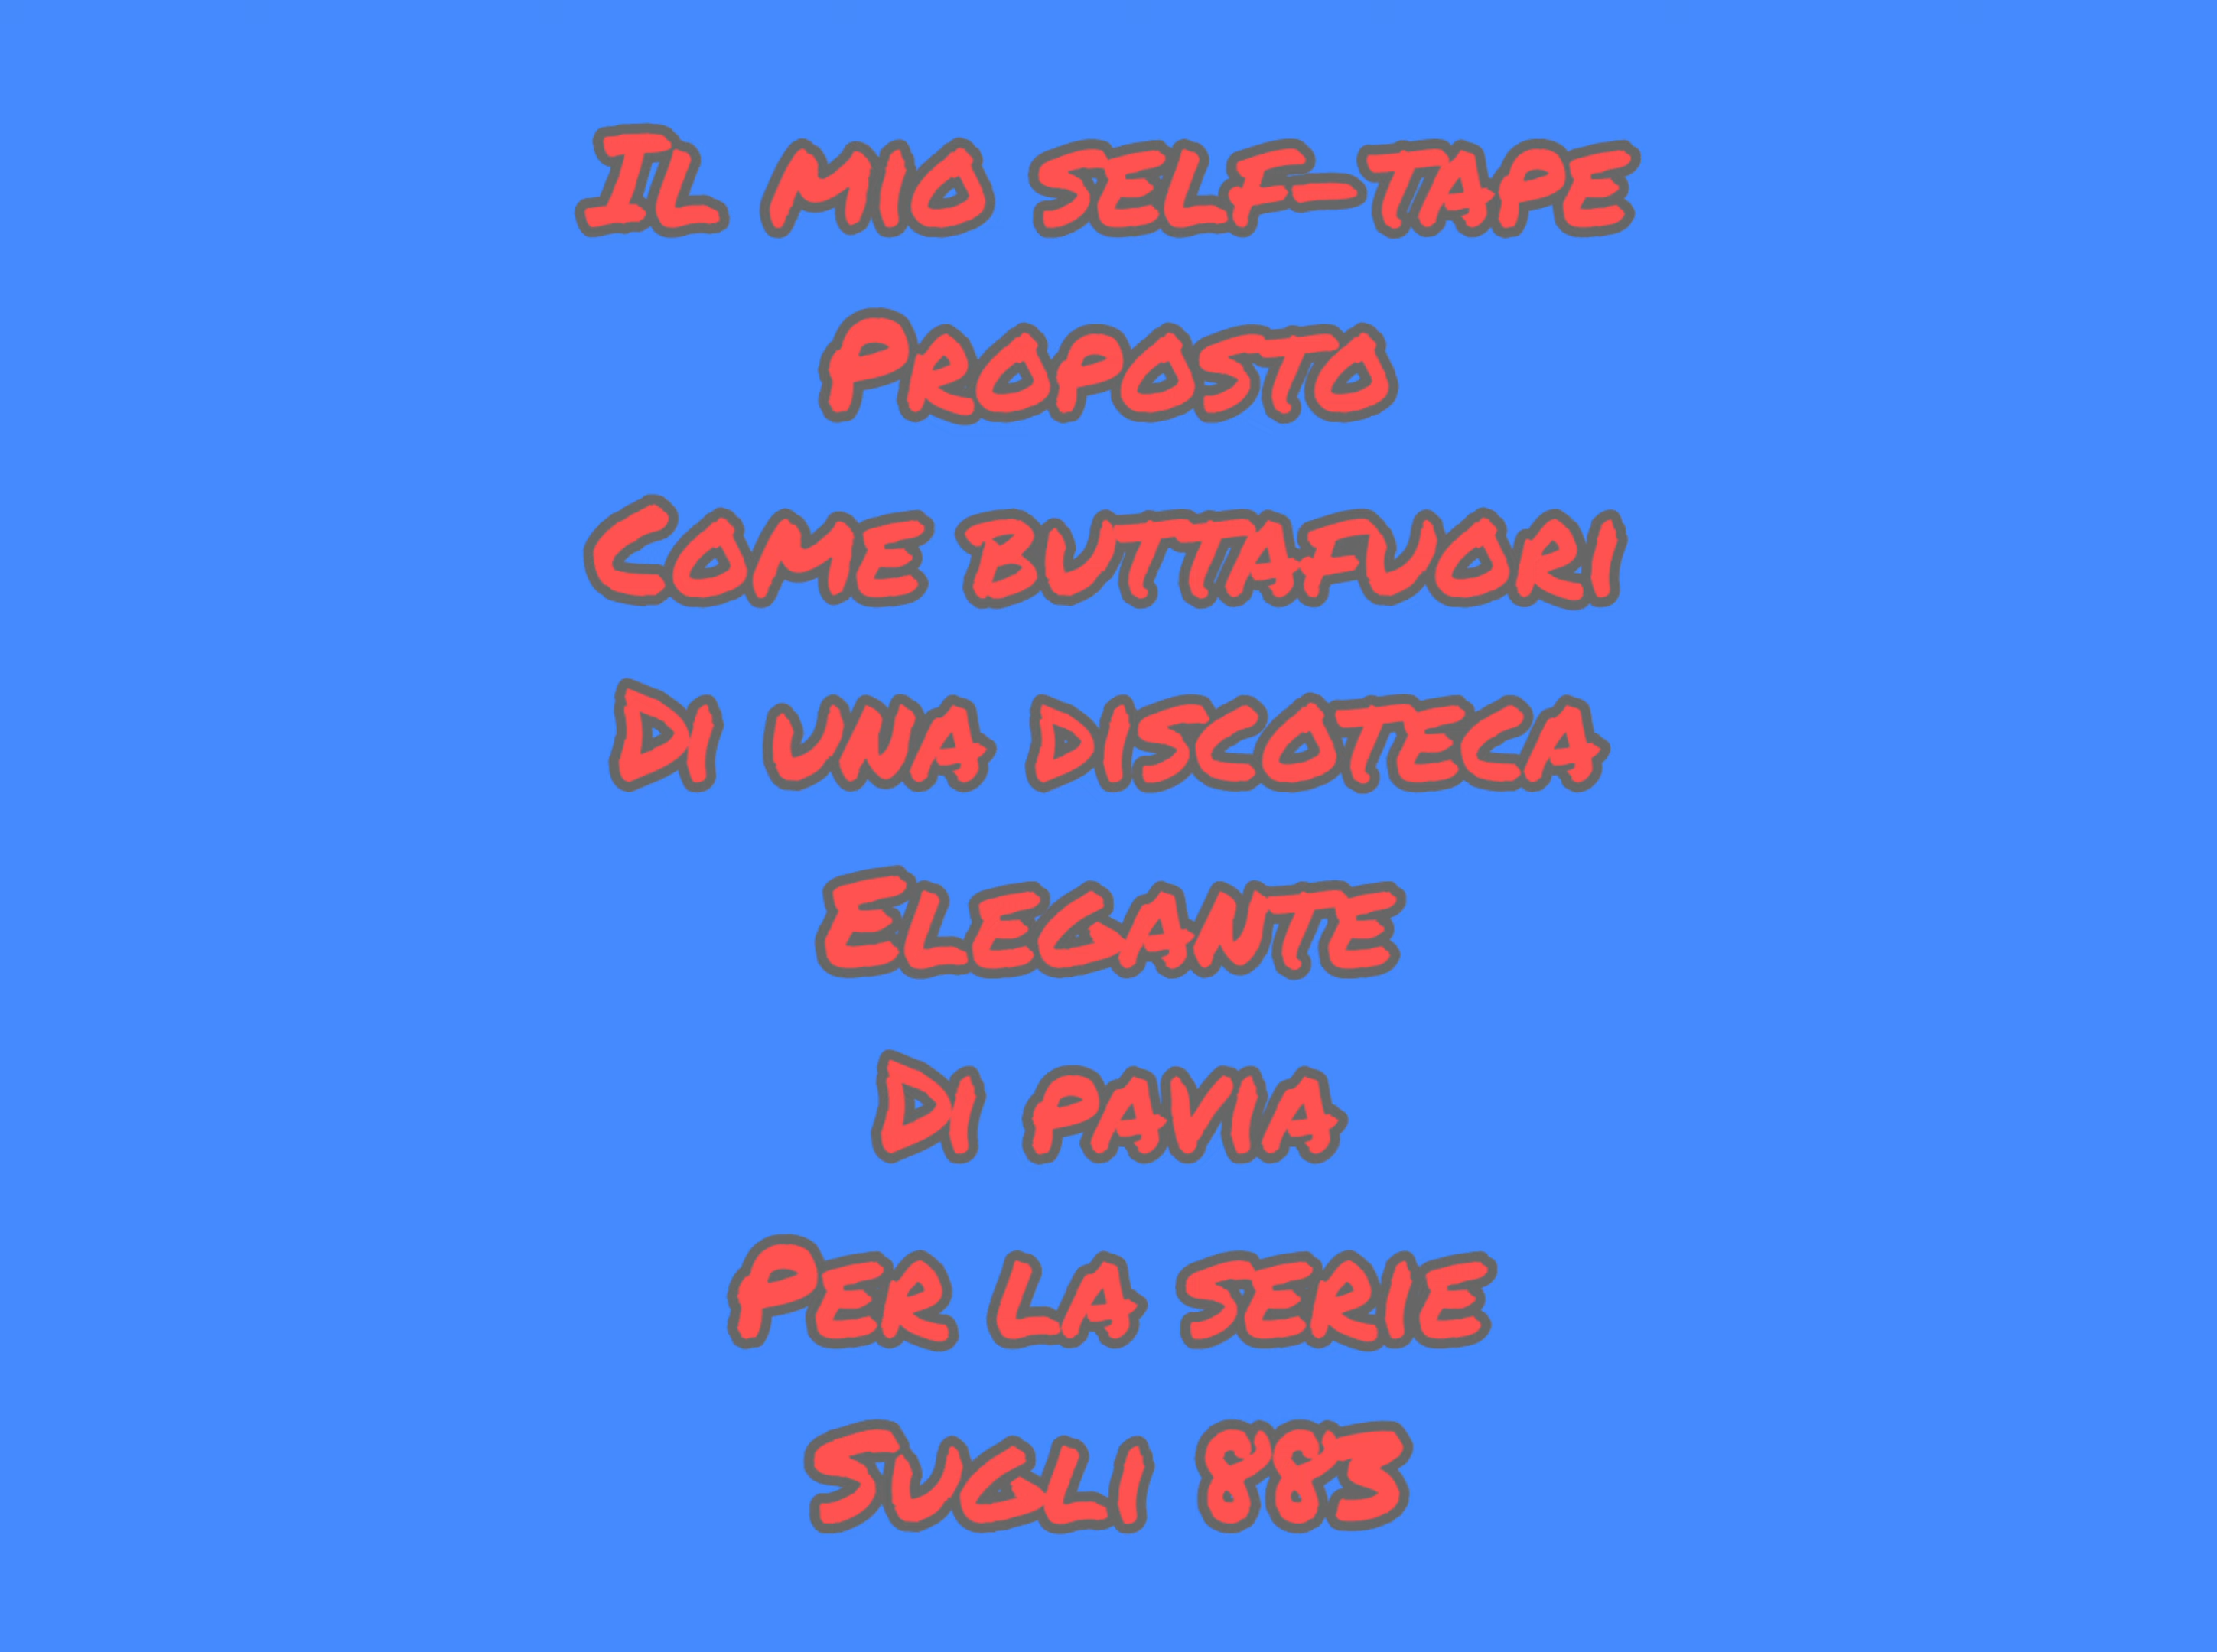 Il mio self-tape
Proposto
Come buttafuori
Di una discoteca
Elegante
Di pavia
Per la serie
Sugli 883